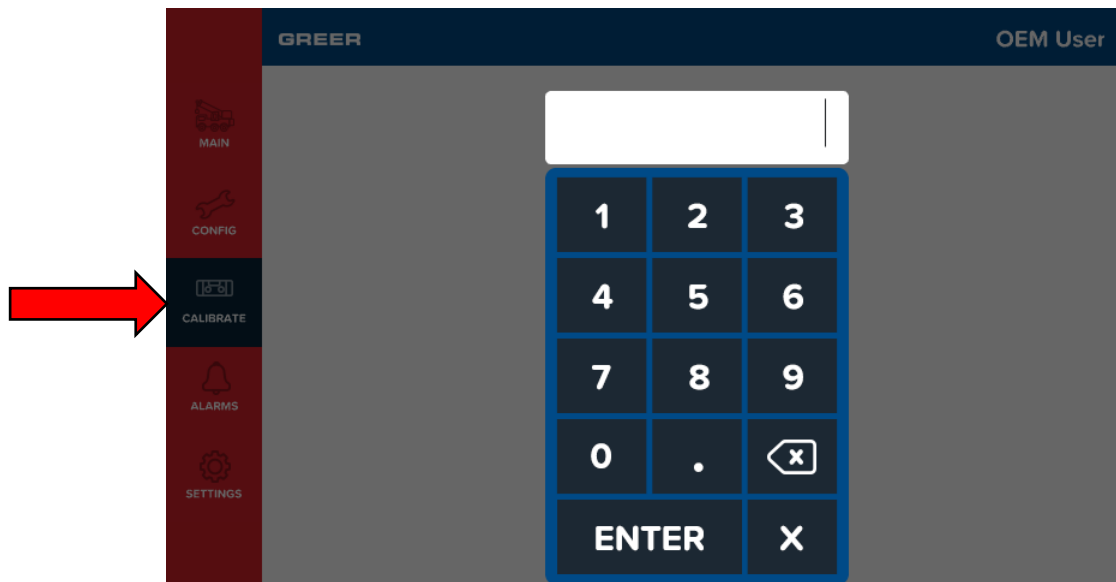 GREER
OEM User
MAIN
CONFIG
CALIBRATE
ALARMS
SETTINGS
1 2 3
4 5 6
7 8 9
0 .
ENTER X